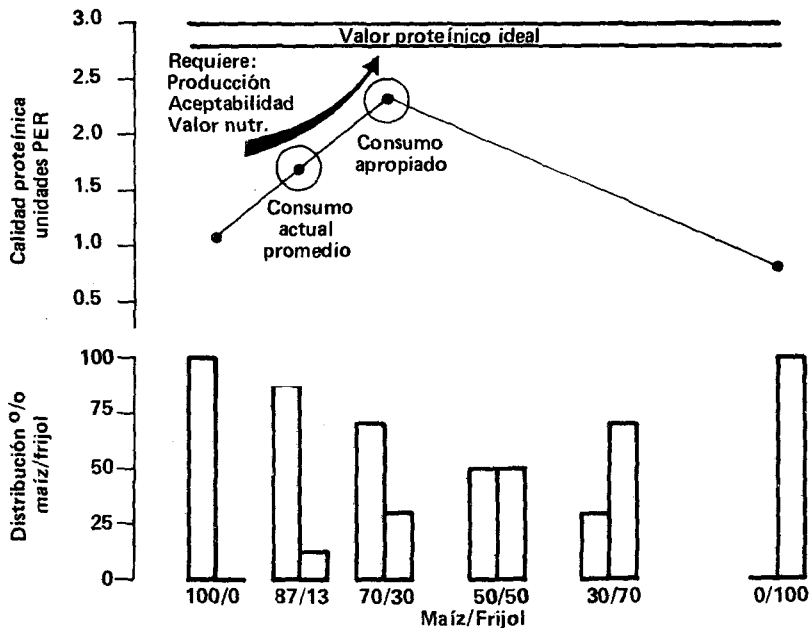 3.0
2.5
2.0
1.5
1.0
0.5
Calidad proteínica
unidades PER
Valor proteínico ideal
Requiere:
Producción
Aceptabilidad
Valor nutr.
Consumo
apropiado
Consumo
actual
promedio
100
75
50
25
0
Distribución º/o
maíz/frijol
100/0
87/13
70/30
50/50
30/70
0/100
Maíz/Frijol